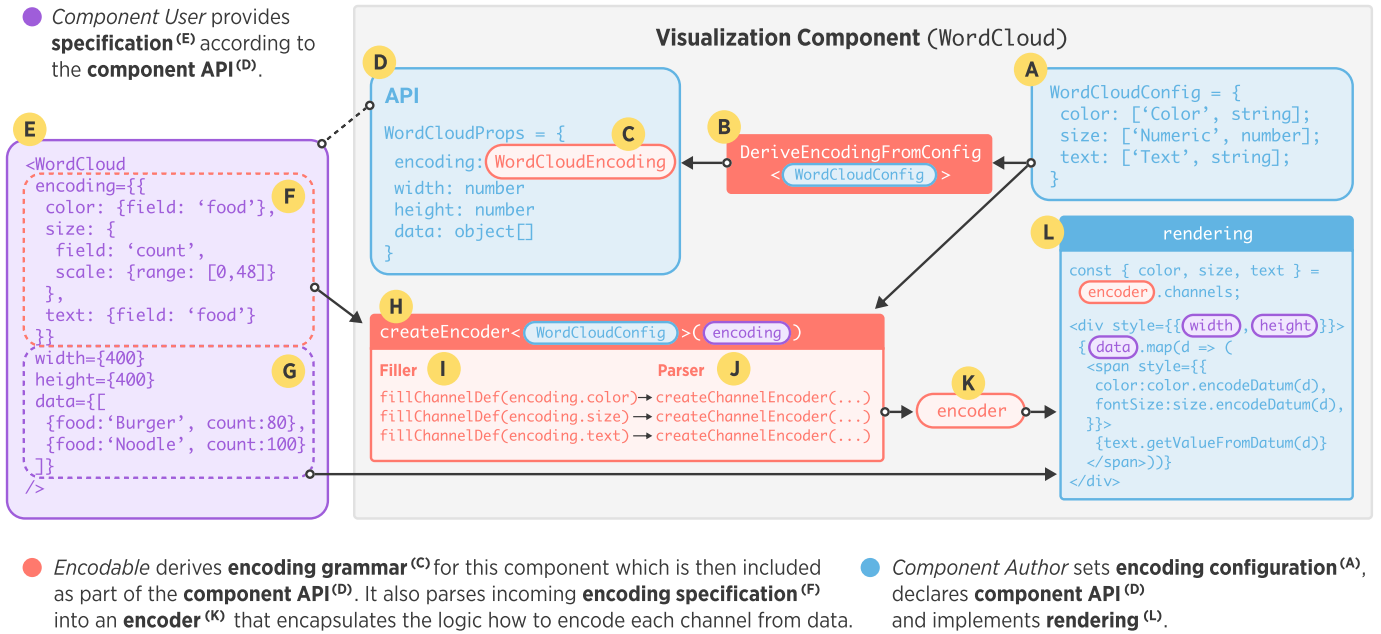 Component User provides
specification (E) according to
the component API (D).
Visualization Component (WordCloud)
E
<WordCloud
F
encoding={{
color: {field: ‘food’},
size: {
field: ‘count’,
scale: {range: [0,48]}
},
text: {field: ‘food’}
}}
G
width={400}
height={400}
data={[
{food:‘Burger’, count:80},
{food:‘Noodle’, count:100}
]}
/>
D
API
WordCloudProps = {
C
encoding: WordCloudEncoding
width: number
height: number
data: object[]
}
B
DeriveEncodingFromConfig
< WordCloudConfig >
A
WordCloudConfig = {
color: [‘Color’, string];
size: [‘Numeric’, number];
text: [‘Text’, string];
}
H
createEncoder< WordCloudConfig >( encoding )
Filler I
Parser J
fillChannelDef(encoding.color) createChannelEncoder(...)
fillChannelDef(encoding.size) createChannelEncoder(...)
fillChannelDef(encoding.text) createChannelEncoder(...)
K
encoder
L
rendering
const { color, size, text } =
encoder .channels;
<div style={{ width , height }}>
{ data .map(d => (
<span style={{
color:color.encodeDatum(d),
fontSize:size.encodeDatum(d),
}}>
{text.getValueFromDatum(d)}
</span>))}
</div>
Encodable derives encoding grammar (C) for this component which is then included
as part of the component API (D). It also parses incoming encoding specification (F)
into an encoder (K) that encapsulates the logic how to encode each channel from data.
Component Author sets encoding configuration (A),
declares component API (D)
and implements rendering (L).